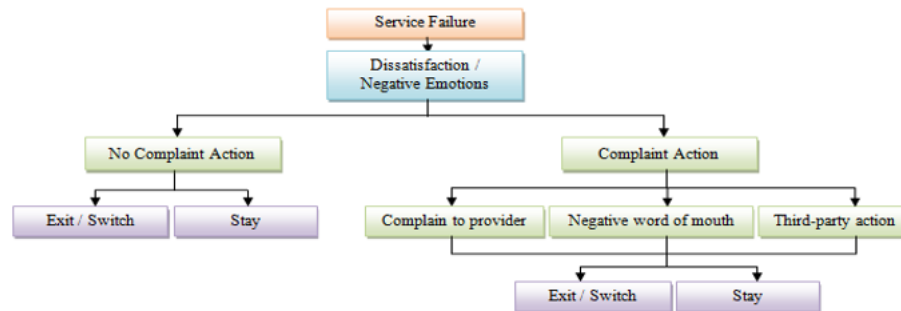 Service Failure
Dissatisfaction /
Negative Emotions
No Complaint Action
Complaint Action
Exit / Switch
Stay
Complain to provider
Negative word of mouth
Third-party action
Exit / Switch
Stay